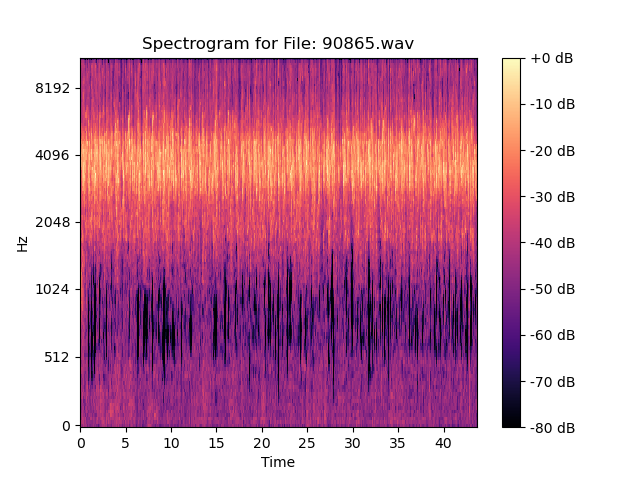 Spectrogram for File: 90865.wav
Hz
8192
4096
2048
1024
512
0
0 5 10 15 20 25 30 35 40
Time
+0 dB
-10 dB
-20 dB
-30 dB
-40 dB
-50 dB
-60 dB
-70 dB
-80 dB